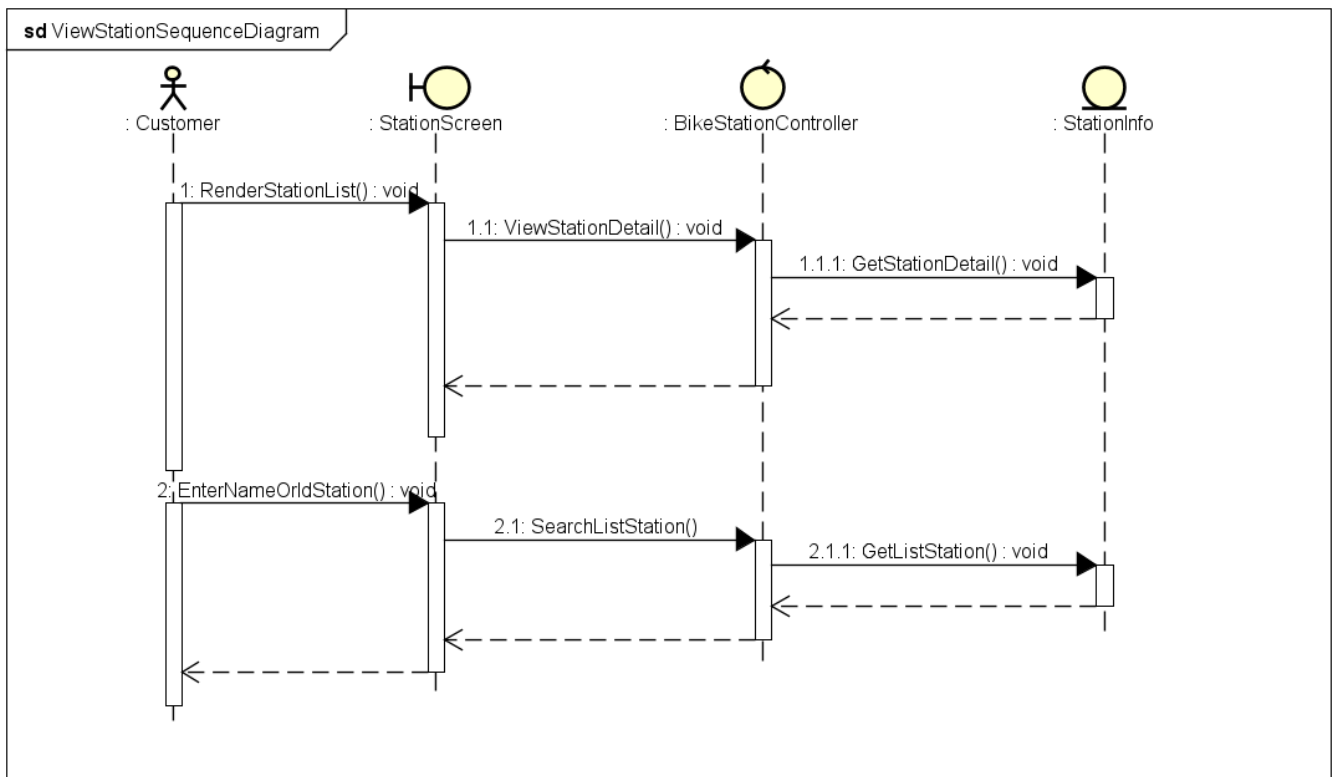 sd ViewStationSequenceDiagram
: Customer
: StationScreen
: BikeStationController
: StationInfo
1: RenderStationList() : void
1.1: ViewStationDetail() : void
1.1.1: GetStationDetail() : void
2: EnterNameOrIdStation() : void
2.1: SearchListStation()
2.1.1: GetListStation() : void